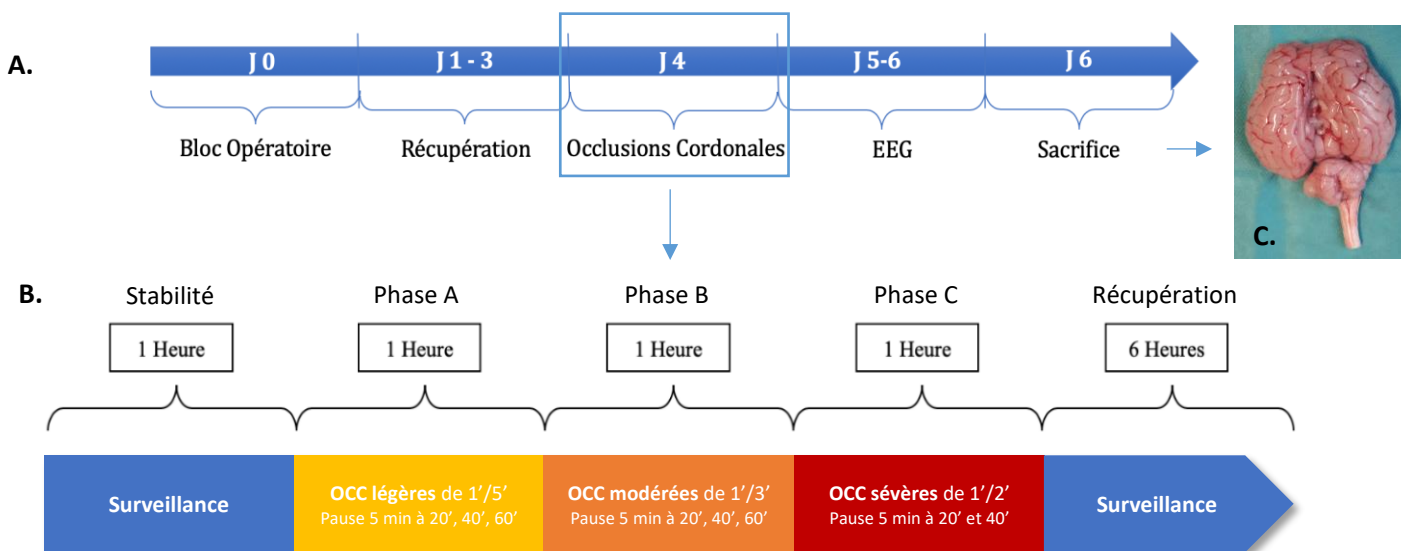 A.
J 0 J 1 - 3 J 4 J 5-6 J 6
Bloc Opératoire Récupération Occlusions Cordonales EEG Sacrifice
C.
B.
Stabilité Phase A Phase B Phase C Récupération
1 Heure 1 Heure 1 Heure 1 Heure 6 Heures
Surveillance
OCC légères de 1’/5’
Pause 5 min à 20’, 40’, 60’
OCC modérées de 1’/3’
Pause 5 min à 20’, 40’, 60’
OCC sévères de 1’/2’
Pause 5 min à 20’ et 40’
Surveillance